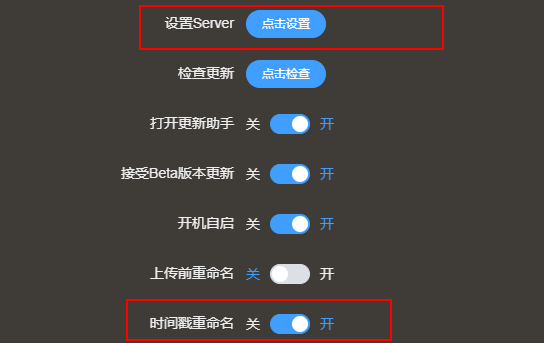 设置Server 点击设置
检查更新 点击检查
打开更新助手 关 开
接受Beta版本更新 关 开
开机自启 关 开
上传前重命名 关 开
时间戳重命名 关 开